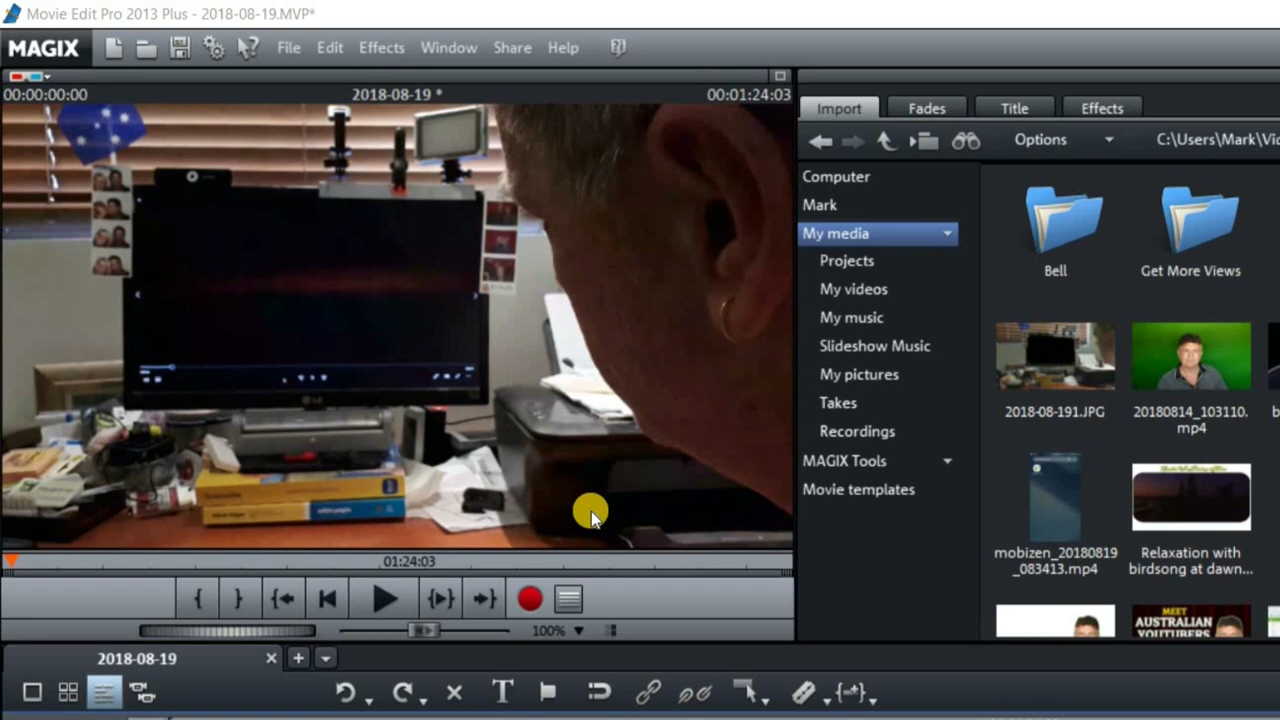 Movie Edit Pro 2013 Plus - 2018-08-19.MVP*
MAGIX
File Edit Effects Window Share Help
00:00:00:00
2018-08-19 *
00:01:24:03
Import Fades Title Effects
Options
C:\Users\Mark\Vi
Computer
Mark
My media
Projects
My videos
My music
Slideshow Music
My pictures
Takes
Recordings
MAGIX Tools
Movie templates
Bell
Get More Views
2018-08-191.JPG
20180814_103110.
mp4
mobizen_20180819
_083413.mp4
Relaxation with
birdsong at dawn...
MEET
AUSTRALIAN
YOUTUBERS
LG
01:24:03
100%
2018-08-19